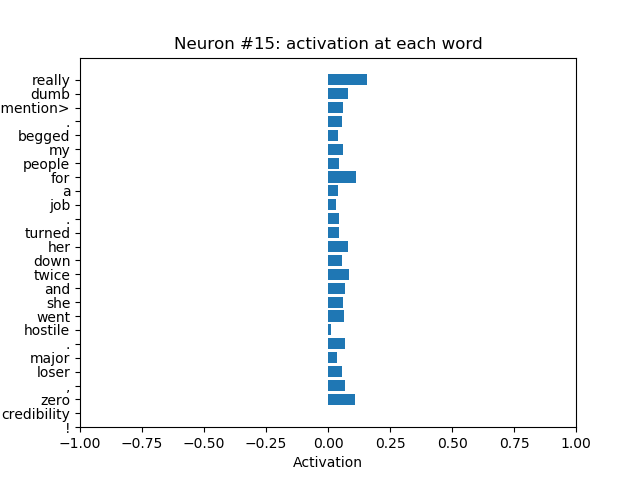 Neuron #15: activation at each word
really
dumb
mention>
.
begged
my
people
for
a
job
.
turned
her
down
twice
and
she
went
hostile
.
major
loser
,
zero
credibility
!
−1.00 −0.75 −0.50 −0.25 0.00 0.25 0.50 0.75 1.00
Activation